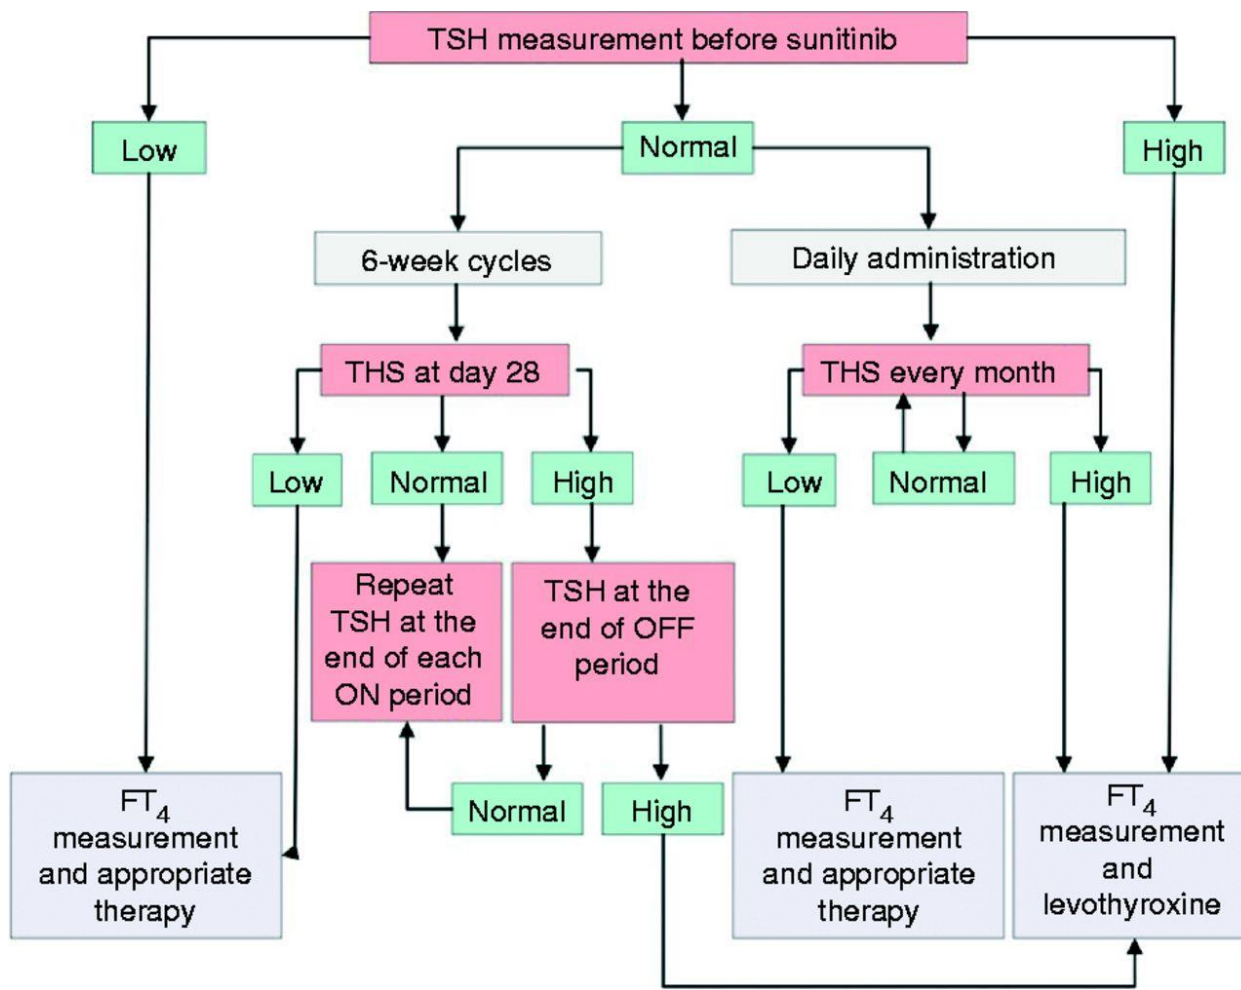 TSH measurement before sunitinib
Low
Normal
High
6-week cycles
Daily administration
THS at day 28
THS every month
Low
Normal
High
Low
Normal
High
Repeat
TSH at the
end of each
ON period
TSH at the
end of OFF
period
Normal
High
FT4
measurement
and appropriate
therapy
FT4
measurement
and appropriate
therapy
FT4
measurement
and
levothyroxine